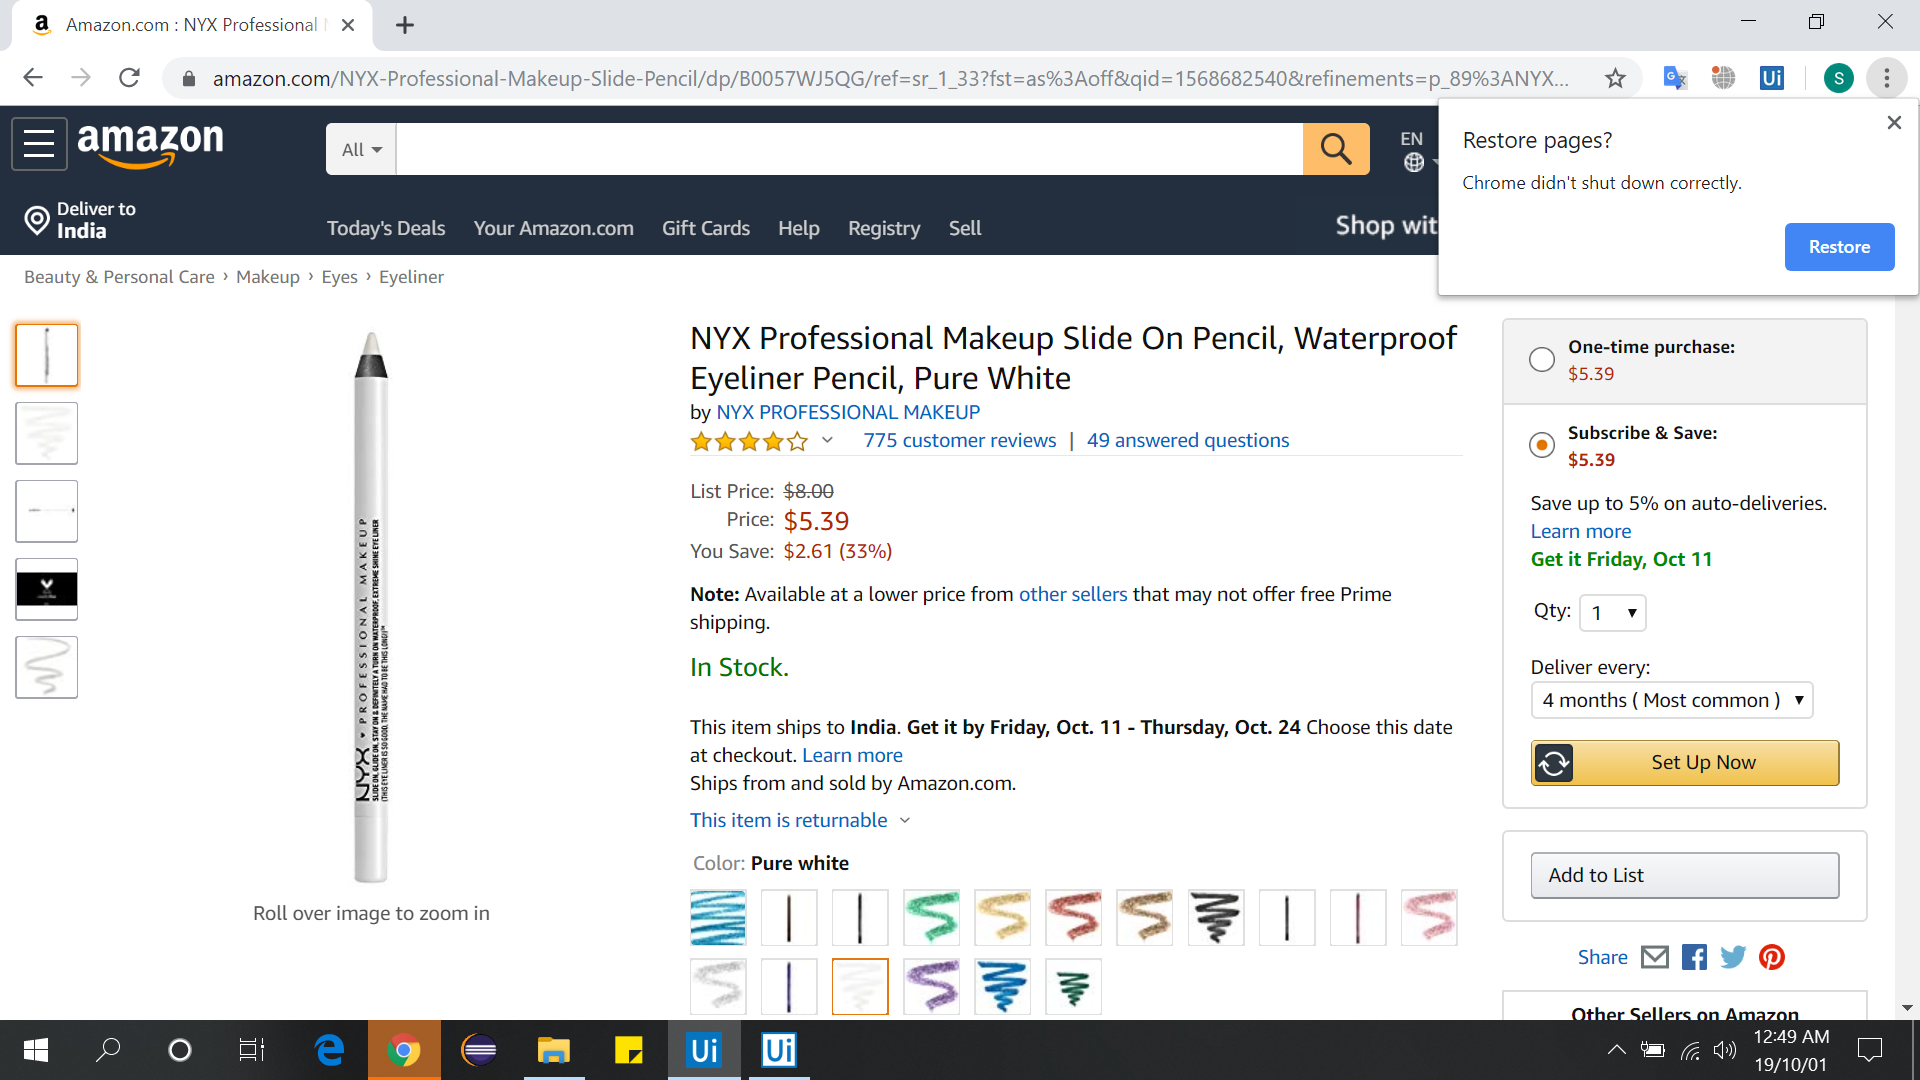 Amazon.com : NYX Professional
amazon.com/NYX-Professional-Makeup-Slide-Pencil/dp/B0057WJ5QG/ref=sr_1_33?fst=as%3Aoff&qid=1568682540&refinements=p_89%3ANYX...
S
Restore pages?
Chrome didn't shut down correctly.
Restore
amazon
All
EN
Deliver to
India
Today's Deals
Your Amazon.com
Gift Cards
Help
Registry
Sell
Shop wit
Beauty & Personal Care › Makeup › Eyes › Eyeliner
NYX PROFESSIONAL MAKEUP
SLIDE ON, GLIDE ON, STAY ON & DEFINITELY A TURN ON WATERPROOF, EXTREME SHINE EYE LINER
(THIS EYE LINER IS SO GOOD, THE NAME HAD TO BE THIS LONG!)™
Roll over image to zoom in
NYX Professional Makeup Slide On Pencil, Waterproof
Eyeliner Pencil, Pure White
by NYX PROFESSIONAL MAKEUP
775 customer reviews | 49 answered questions
List Price: $8.00
Price: $5.39
You Save: $2.61 (33%)
Note: Available at a lower price from other sellers that may not offer free Prime
shipping.
In Stock.
This item ships to India. Get it by Friday, Oct. 11 - Thursday, Oct. 24 Choose this date
at checkout. Learn more
Ships from and sold by Amazon.com.
This item is returnable
Color: Pure white
One-time purchase:
$5.39
Subscribe & Save:
$5.39
Save up to 5% on auto-deliveries.
Learn more
Get it Friday, Oct 11
Qty: 1
Deliver every:
4 months ( Most common )
Set Up Now
Add to List
Share
Other Sellers on Amazon
Ui
Ui
Ui
12:49 AM
19/10/01